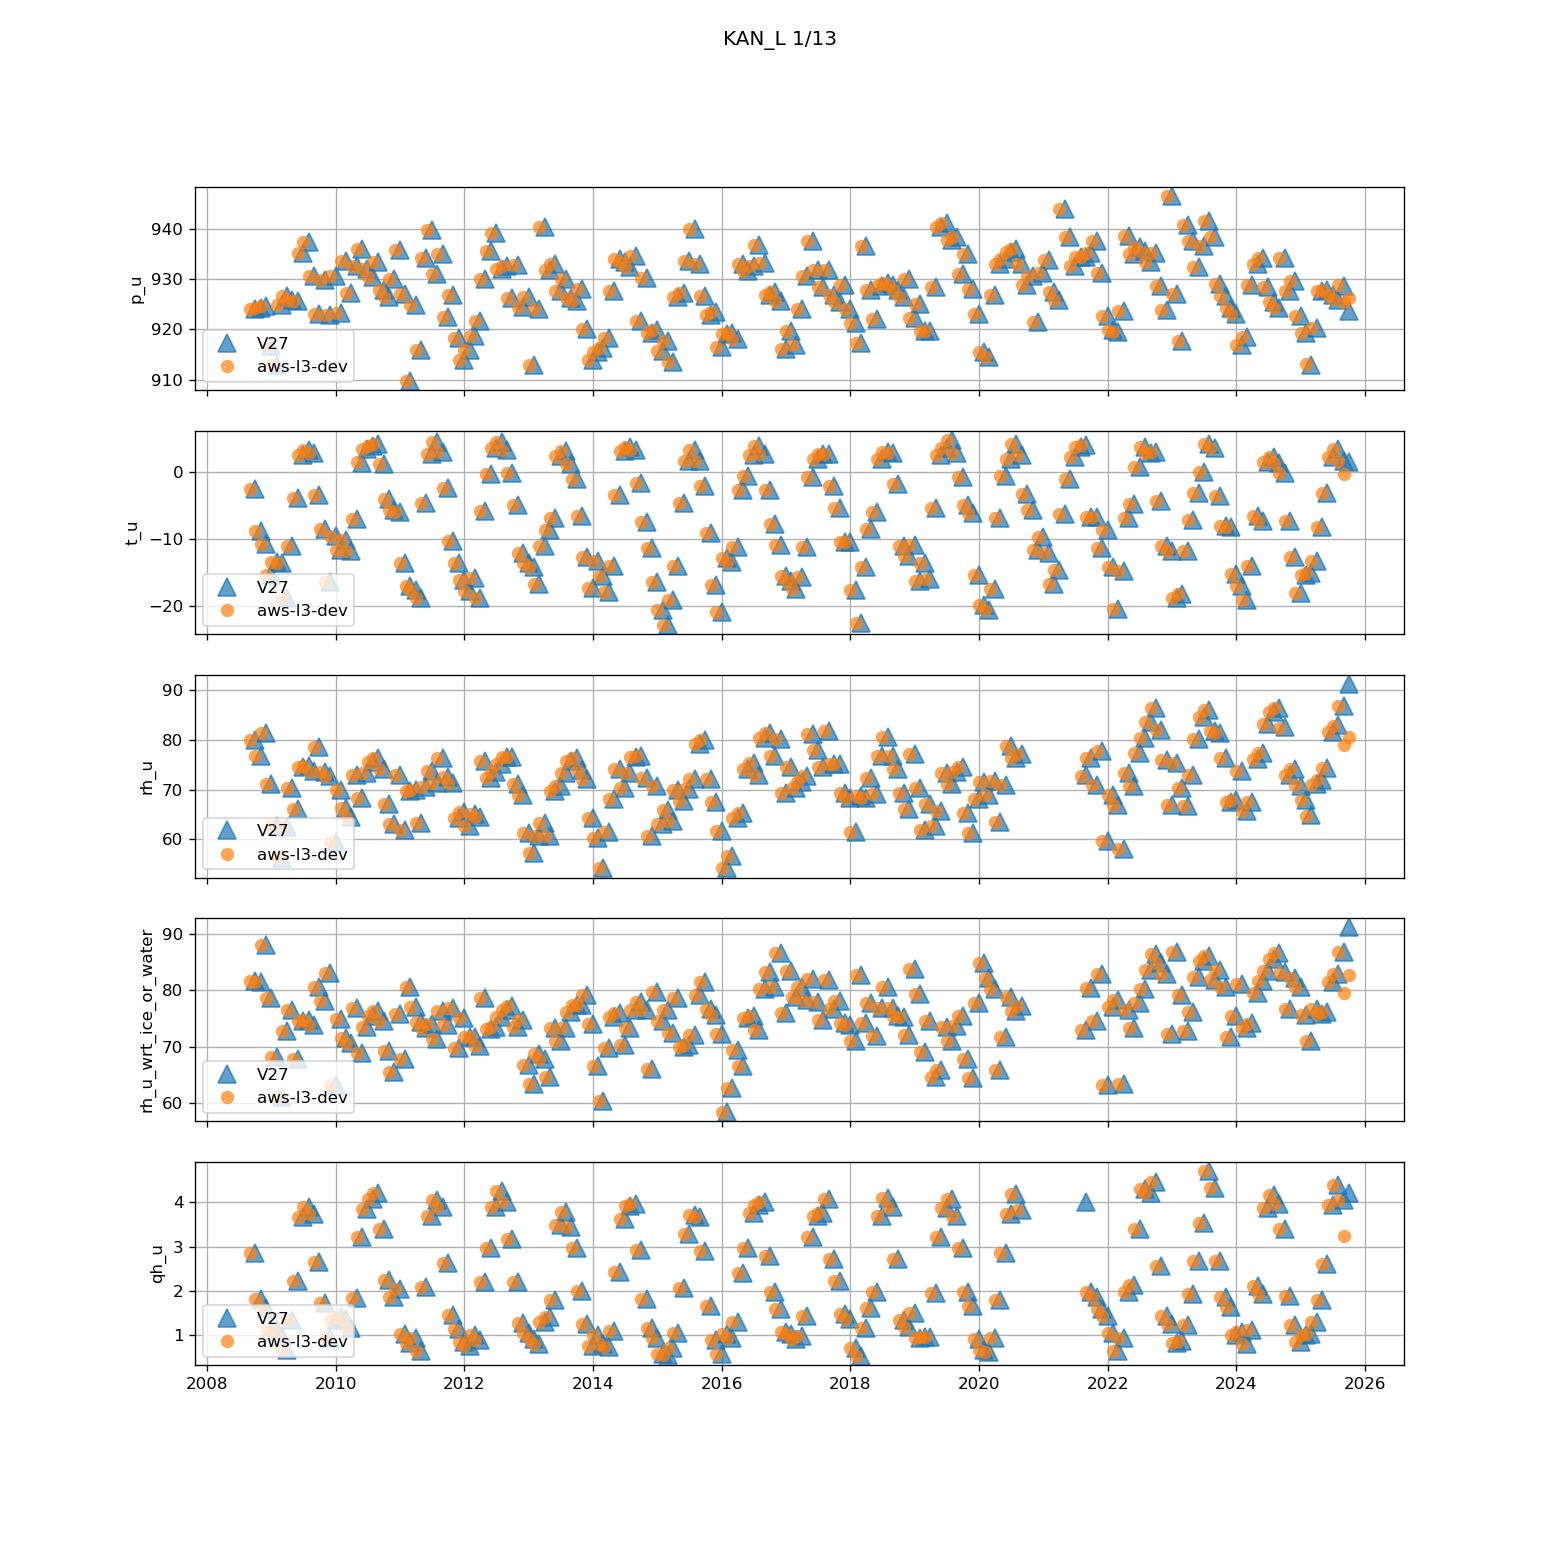 KAN_L 1/13
940
930
920
910
p_u
V27
aws-l3-dev
0
−10
−20
t_u
V27
aws-l3-dev
90
80
70
60
rh_u
V27
aws-l3-dev
90
80
70
60
rh_u_wrt_ice_or_water
V27
aws-l3-dev
4
3
2
1
qh_u
V27
aws-l3-dev
2008 2010 2012 2014 2016 2018 2020 2022 2024 2026